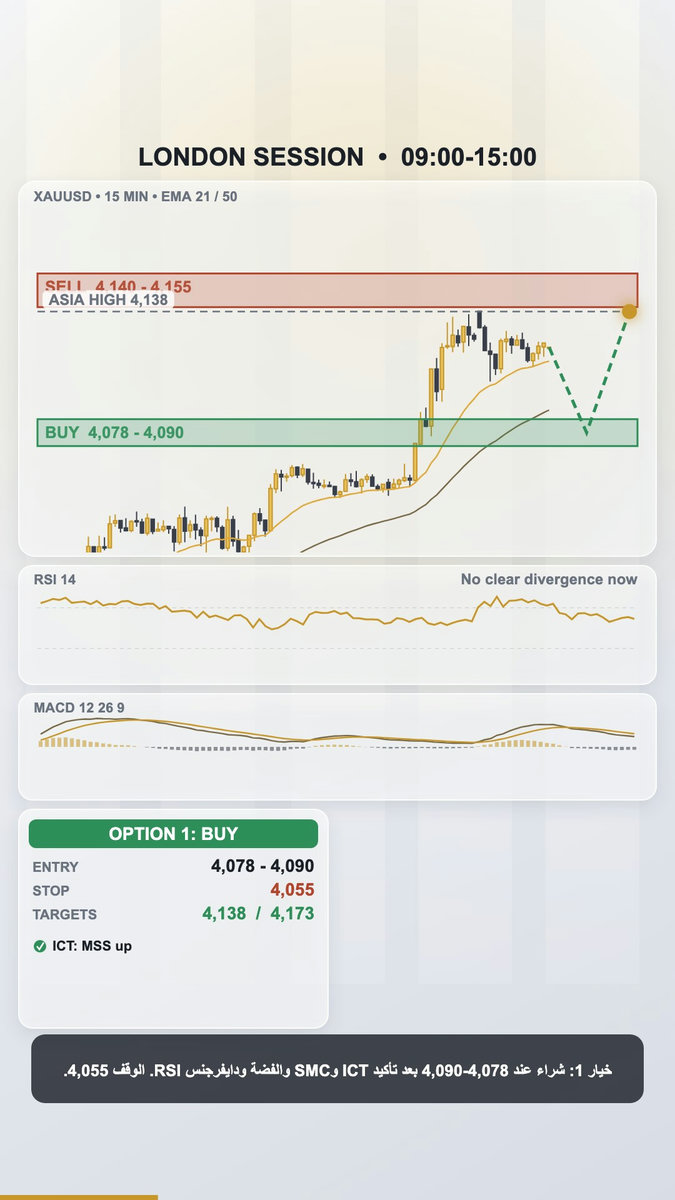 LONDON SESSION • 09:00-15:00
XAUUSD • 15 MIN • EMA 21 / 50
SELL 4,140 - 4,155
ASIA HIGH 4,138
BUY 4,078 - 4,090
RSI 14
No clear divergence now
MACD 12 26 9
OPTION 1: BUY
ENTRY 4,078 - 4,090
STOP 4,055
TARGETS 4,138 / 4,173
ICT: MSS up
خيار 1: شراء عند 4,078-4,090 بعد تأكيد ICT وSMC والفضة ودايفرجنس RSI. الوقف 4,055.